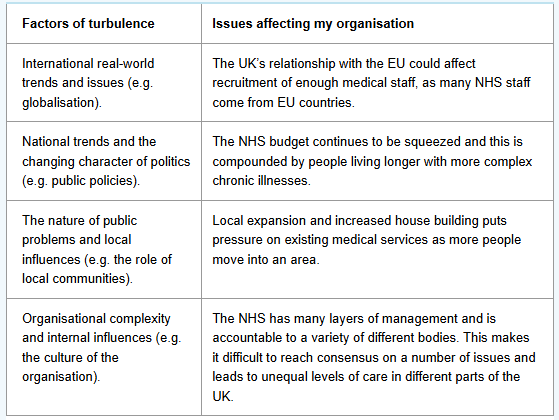 Factors of turbulence
Issues affecting my organisation
International real-world
trends and issues (e.g.
globalisation).
The UK's relationship with the EU could affect
recruitment of enough medical staff, as many NHS staff
come from EU countries.
National trends and the
changing character of politics
(e.g. public policies).
The NHS budget continues to be squeezed and this is
compounded by people living longer with more complex
chronic illnesses.
The nature of public
problems and local
influences (e.g. the role of
local communities).
Local expansion and increased house building puts
pressure on existing medical services as more people
move into an area.
Organisational complexity
and internal influences (e.g.
the culture of the
organisation).
The NHS has many layers of management and is
accountable to a variety of different bodies. This makes
it difficult to reach consensus on a number of issues and
leads to unequal levels of care in different parts of the
UK.